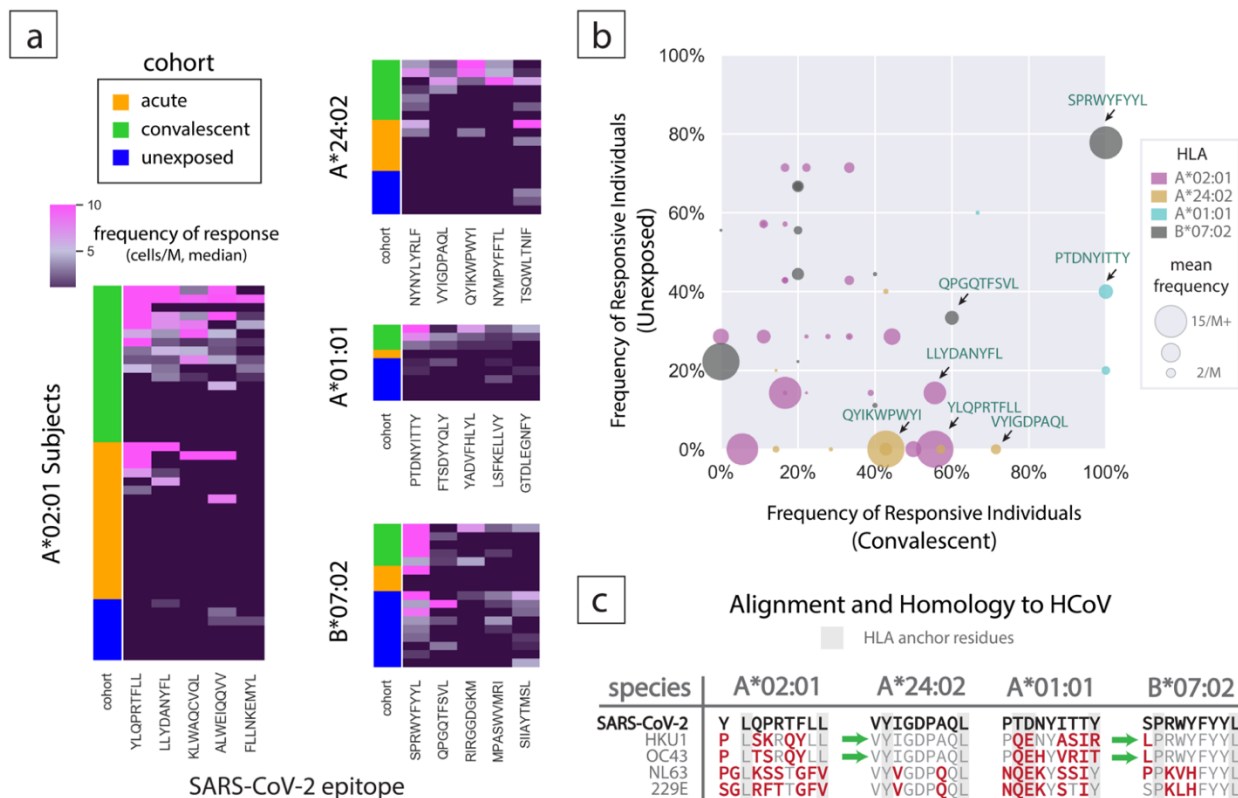 a
cohort
acute
convalescent
unexposed
10
5
frequency of response
(cells/M, median)
A*02:01 Subjects
cohort
YLQPRTFLL
LLYDANYFL
KLWAQCVQL
ALWEIQQVV
FLLNKEMYL
SARS-CoV-2 epitope
A*24:02
cohort
NYNYLYRLF
VYIGDPAQL
QYIKWPWYI
NYMPYFFTL
TSQWLTNIF
A*01:01
cohort
PTDNYITTY
FTSDYYQLY
YADVFHLYL
LSFKELLVY
GTDLEGNFY
B*07:02
cohort
SPRWYFYYL
QPGQTFSVL
RIRGGDGKM
MPASWVMRI
SIIAYTMSL
b
Frequency of Responsive Individuals
(Unexposed)
100%
80%
60%
40%
20%
0%
0%
20%
40%
60%
80%
100%
Frequency of Responsive Individuals
(Convalescent)
SPRWYFYYL
PTDNYITTY
QPGQTFSVL
LLYDANYFL
QYIKWPWYI
YLQPRTFLL
VYIGDPAQL
HLA
A*02:01
A*24:02
A*01:01
B*07:02
mean
frequency
15/M+
2/M
c
Alignment and Homology to HCoV
HLA anchor residues
species A*02:01 A*24:02 A*01:01 B*07:02
SARS-CoV-2 Y LQPRTFLL VYIGDPAQL PTDNYITTY SPRWYFYYL
HKU1 P LSKRQYLL VYIGDPAQL PQENYASIR LPRWYFYYL
OC43 P LTSRQYLL VYIGDPAQL PQEHYVRIT LPRWYFYYL
NL63 PGLKSSTGFV VYVGDPQQL NQEKYSSIY PPKVHFYYL
229E SGLRFTTGFV VYIGDPQQL NQEKYSTIY SPKLHFYYL